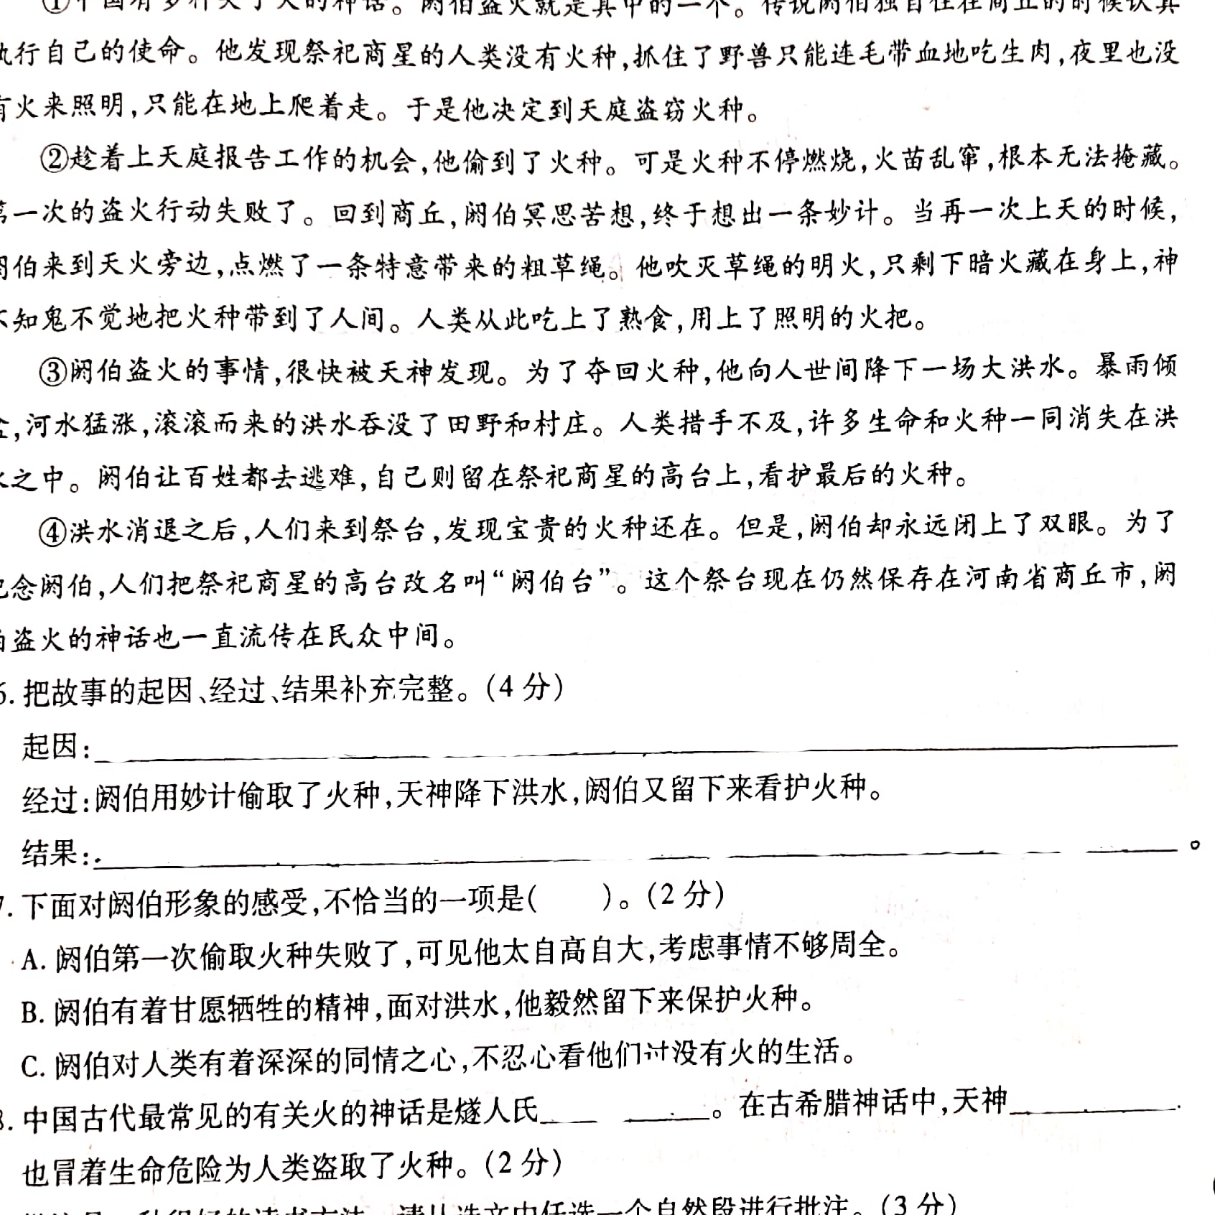 ①中国有多种关于火的神话。阏伯盗火就是其中的一个。传说阏伯独自住在商丘的时候认真
执行自己的使命。他发现祭祀商星的人类没有火种,抓住了野兽只能连毛带血地吃生肉,夜里也没
有火来照明,只能在地上爬着走。于是他决定到天庭盗窃火种。
②趁着上天庭报告工作的机会,他偷到了火种。可是火种不停燃烧,火苗乱窜,根本无法掩藏。
第一次的盗火行动失败了。回到商丘,阏伯冥思苦想,终于想出一条妙计。当再一次上天的时候,
阏伯来到天火旁边,点燃了一条特意带来的粗草绳。他吹灭草绳的明火,只剩下暗火藏在身上,神
不知鬼不觉地把火种带到了人间。人类从此吃上了熟食,用上了照明的火把。
③阏伯盗火的事情,很快被天神发现。为了夺回火种,他向人世间降下一场大洪水。暴雨倾
盆,河水猛涨,滚滚而来的洪水吞没了田野和村庄。人类措手不及,许多生命和火种一同消失在洪
水之中。阏伯让百姓都去逃难,自己则留在祭祀商星的高台上,看护最后的火种。
④洪水消退之后,人们来到祭台,发现宝贵的火种还在。但是,阏伯却永远闭上了双眼。为了
纪念阏伯,人们把祭祀商星的高台改名叫“阏伯台”。这个祭台现在仍然保存在河南省商丘市,阏
伯盗火的神话也一直流传在民众中间。
6. 把故事的起因、经过、结果补充完整。(4 分)
起因:
经过:阏伯用妙计偷取了火种,天神降下洪水,阏伯又留下来看护火种。
结果: 。
7. 下面对阏伯形象的感受,不恰当的一项是( )。(2 分)
A. 阏伯第一次偷取火种失败了,可见他太自高自大,考虑事情不够周全。
B. 阏伯有着甘愿牺牲的精神,面对洪水,他毅然留下来保护火种。
C. 阏伯对人类有着深深的同情之心,不忍心看他们过没有火的生活。
8. 中国古代最常见的有关火的神话是燧人氏 。在古希腊神话中,天神
也冒着生命危险为人类盗取了火种。(2 分)
请从选文中任选一个自然段进行批注。(3 分)